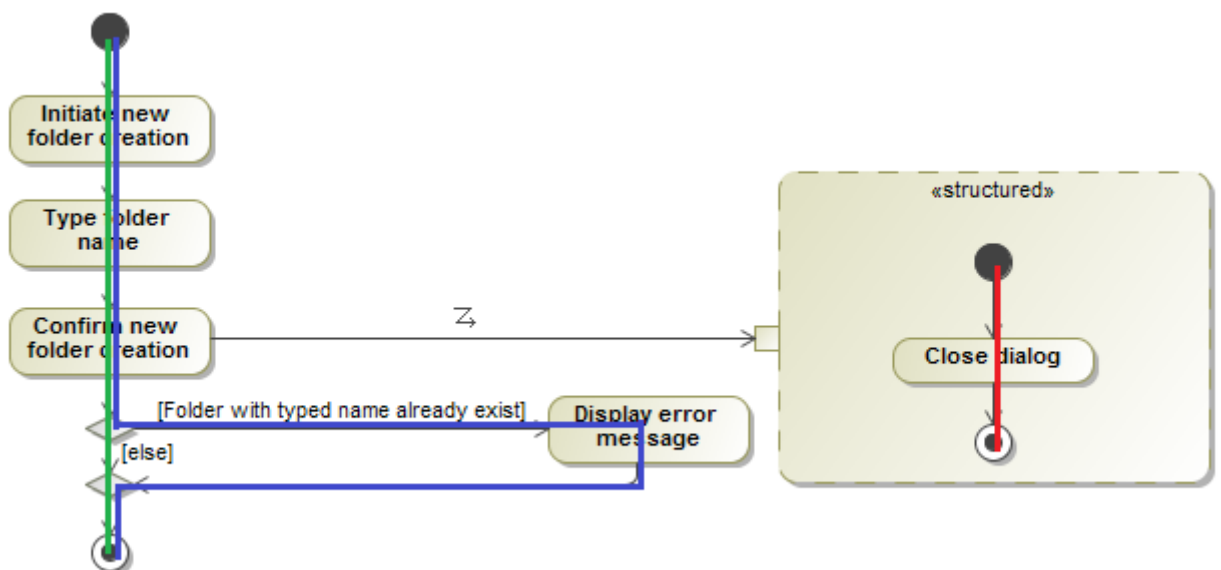 Initiate new
folder creation
Type folder
name
Confirm new
folder creation
[Folder with typed name already exist]
Display error
message
[else]
«structured»
Close dialog